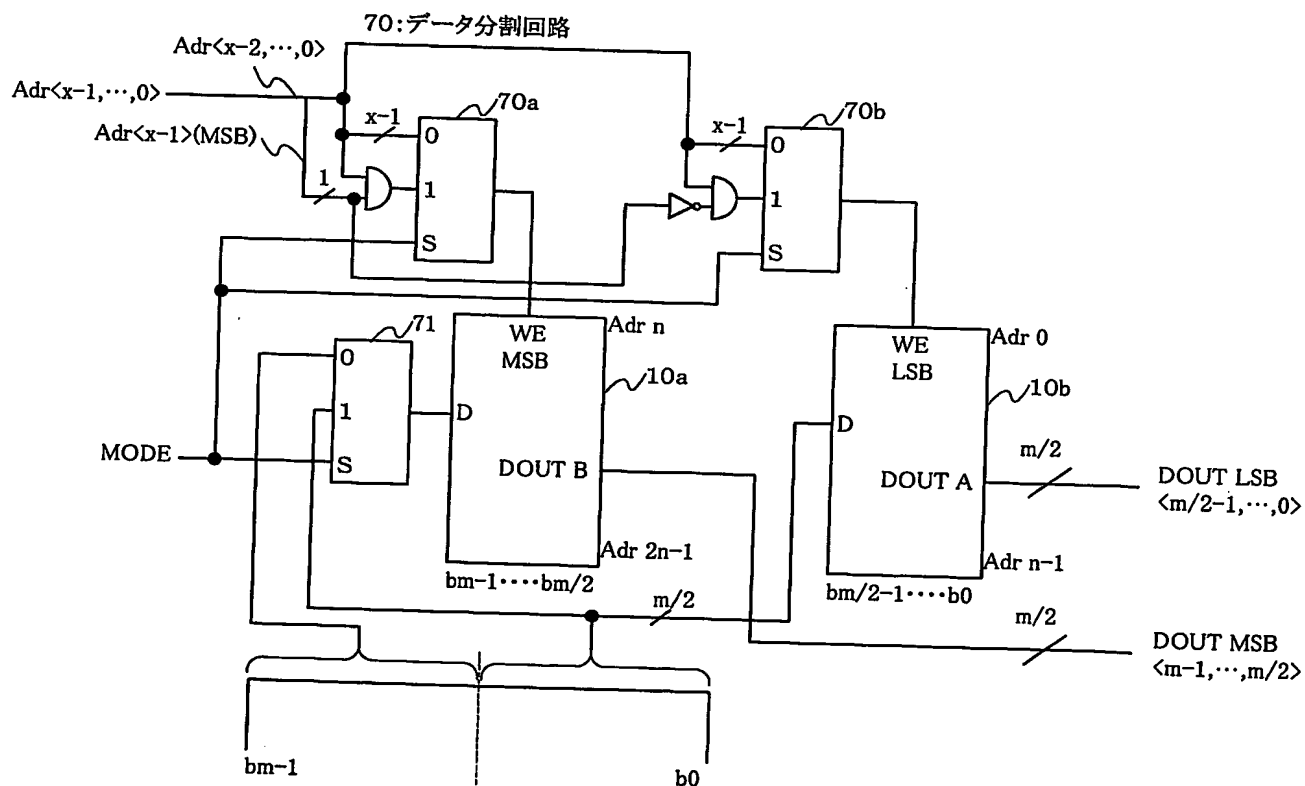 70:データ分割回路
Adr<x-2,⋯,0>
Adr<x-1,⋯,0>
Adr<x-1>(MSB)
70a
x-1
0
1
1
S
70b
x-1
0
1
S
71
0
1
S
MODE
WE
MSB
Adr n
10a
D
DOUT B
Adr 2n-1
bm-1‥‥bm/2
WE
LSB
Adr 0
10b
D
DOUT A
Adr n-1
bm/2-1‥‥b0
m/2
DOUT LSB
<m/2-1,⋯,0>
m/2
m/2
DOUT MSB
<m-1,⋯,m/2>
bm-1
b0